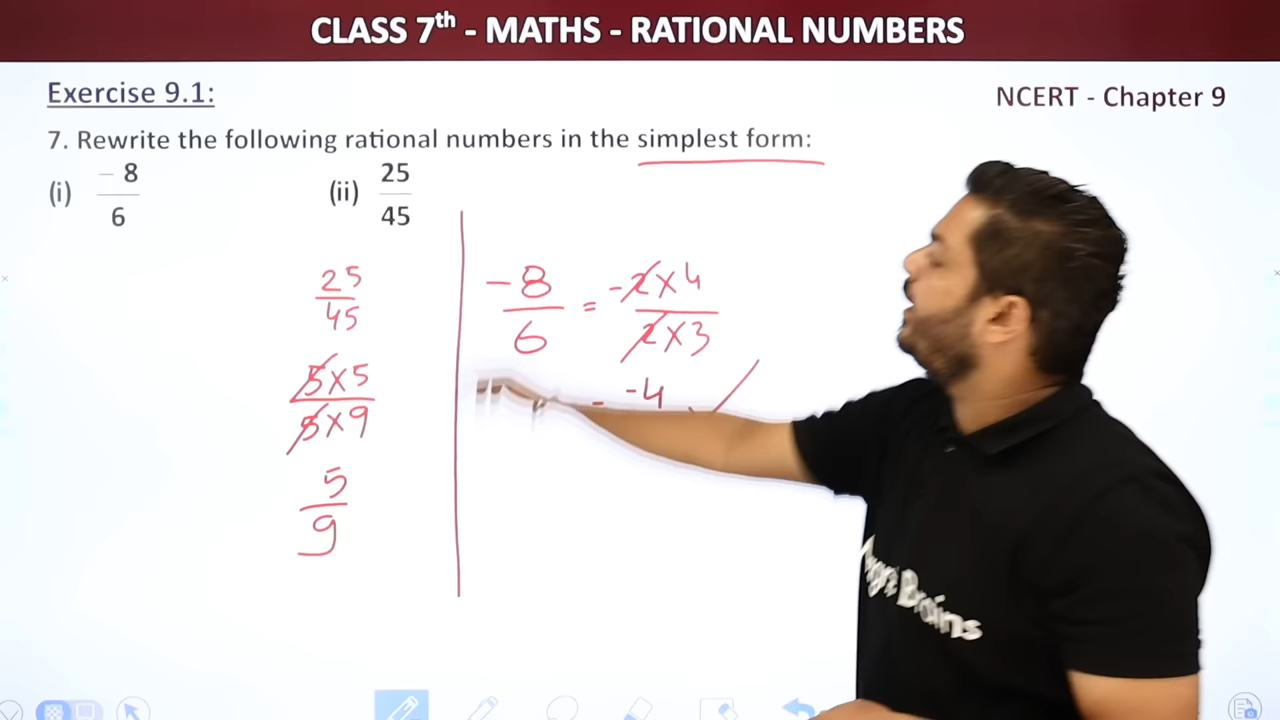 CLASS 7th - MATHS - RATIONAL NUMBERS
Exercise 9.1:
NCERT - Chapter 9
7. Rewrite the following rational numbers in the simplest form:
(i) -8/6 (ii) 25/45
25/45
5×5/5×9
5/9
-8/6 = -2×4/2×3
-4
Brains